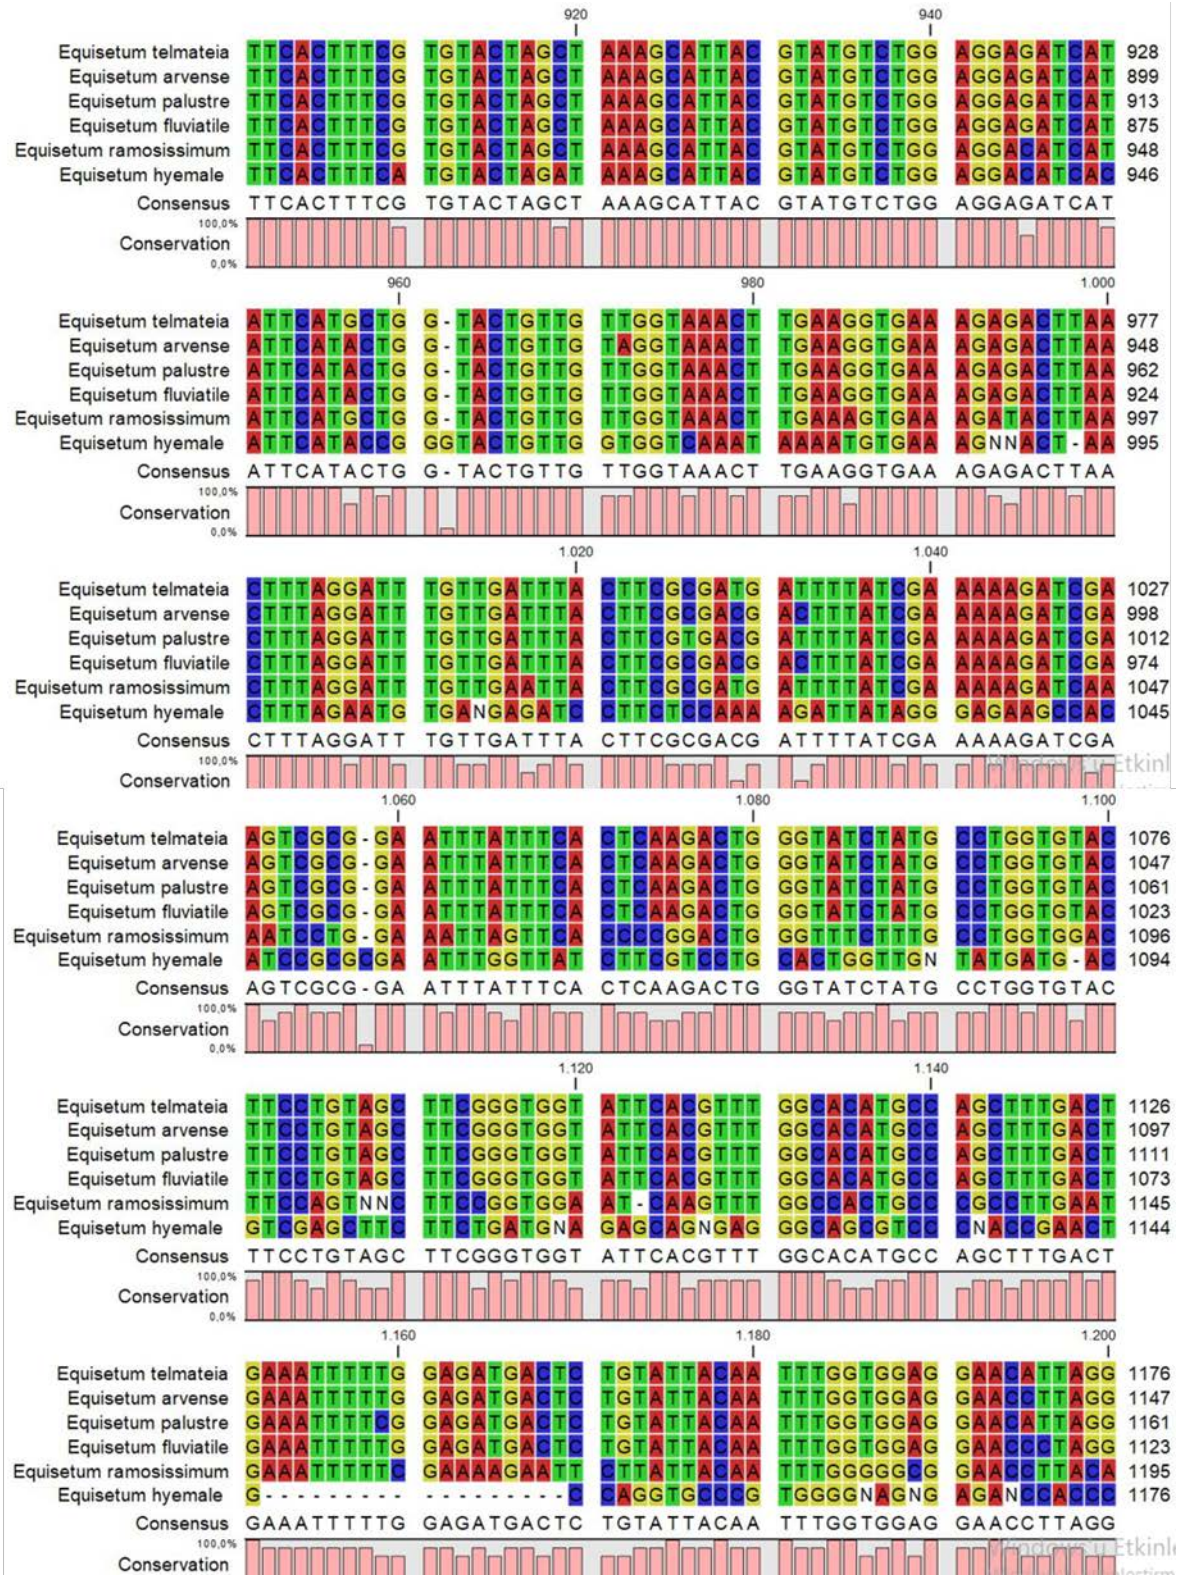 920 940
Equisetum telmateia TTCACTTTCG TGTACTAGCT AAAGCATTAC GTATGTCTGG AGGAGATCAT 928
Equisetum arvense TTCACTTTCG TGTACTAGCT AAAGCATTAC GTATGTCTGG AGGAGATCAT 899
Equisetum palustre TTCACTTTCG TGTACTAGCT AAAGCATTAC GTATGTCTGG AGGAGATCAT 913
Equisetum fluviatile TTCACTTTCG TGTACTAGCT AAAGCATTAC GTATGTCTGG AGGAGATCAT 875
Equisetum ramosissimum TTCACTTTCG TGTACTAGCT AAAGCATTAC GTATGTCTGG AGGACATCAT 948
Equisetum hyemale TTCACTTTCA TGTACTAGAT AAAGCATTAC GTATGTCTGG AGGACATCAC 946
Consensus TTCACTTTCG TGTACTAGCT AAAGCATTAC GTATGTCTGG AGGAGATCAT
100,0%
Conservation
0,0%
960 980 1.000
Equisetum telmateia ATTCATGCTG G-TACTGTTG TTGGTAAACT TGAAGGTGAA AGAGACTTAA 977
Equisetum arvense ATTCATACTG G-TACTGTTG TAGGTAAACT TGAAGGTGAA AGAGACTTAA 948
Equisetum palustre ATTCATACTG G-TACTGTTG TTGGTAAACT TGAAGGTGAA AGAGACTTAA 962
Equisetum fluviatile ATTCATACTG G-TACTGTTG TTGGTAAACT TGAAGGTGAA AGAGACTTAA 924
Equisetum ramosissimum ATTCATGCTG G-TACTGTTG TTGGTAAACT TGAAAGTGAA AGATACTTAA 997
Equisetum hyemale ATTCATACCG GGTACTGTTG GTGGTCAAAT AAAATGTGAA AGNNACT-AA 995
Consensus ATTCATACTG G-TACTGTTG TTGGTAAACT TGAAGGTGAA AGAGACTTAA
100,0%
Conservation
0,0%
1.020 1.040
Equisetum telmateia CTTTAGGATT TGTTGATTTA CTTCGCGATG ATTTTATCGA AAAAGATCGA 1027
Equisetum arvense CTTTAGGATT TGTTGATTTA CTTCGCGACG ACTTTATCGA AAAAGATCGA 998
Equisetum palustre CTTTAGGATT TGTTGATTTA CTTCGTGACG ATTTTATCGA AAAAGATCGA 1012
Equisetum fluviatile CTTTAGGATT TGTTGATTTA CTTCGCGACG ACTTTATCGA AAAAGATCGA 974
Equisetum ramosissimum CTTTAGGATT TGTTGAATTA CTTCGCGATG ATTTTATCGA AAAAGATCAA 1047
Equisetum hyemale CTTTAGAATG TGANGAGATC CTTCTCCAAA AGATTATAGG GAGAAGCCAC 1045
Consensus CTTTAGGATT TGTTGATTTA CTTCGCGACG ATTTTATCGA AAAAGATCGA
100,0%
Conservation
1.060 1.080 1.100
Equisetum telmateia AGTCGCG-GA ATTTATTTCA CTCAAGACTG GGTATCTATG CCTGGTGTAC 1076
Equisetum arvense AGTCGCG-GA ATTTATTTCA CTCAAGACTG GGTATCTATG CCTGGTGTAC 1047
Equisetum palustre AGTCGCG-GA ATTTATTTCA CTCAAGACTG GGTATCTATG CCTGGTGTAC 1061
Equisetum fluviatile AGTCGCG-GA ATTTATTTCA CTCAAGACTG GGTATCTATG CCTGGTGTAC 1023
Equisetum ramosissimum AATCCTG-GA AATTAGTTCA CCCCGGACTG GGTTTCTTTG CCTGGTGGAC 1096
Equisetum hyemale ATCCGCGCGA ATTTGGTTAT CTTCGTCCTG CACTGGTTGN TATGATG-AC 1094
Consensus AGTCGCG-GA ATTTATTTCA CTCAAGACTG GGTATCTATG CCTGGTGTAC
100,0%
Conservation
0,0%
1.120 1.140
Equisetum telmateia TTCCTGTAGC TTCGGGTGGT ATTCACGTTT GGCACATGCC AGCTTTGACT 1126
Equisetum arvense TTCCTGTAGC TTCGGGTGGT ATTCACGTTT GGCACATGCC AGCTTTGACT 1097
Equisetum palustre TTCCTGTAGC TTCGGGTGGT ATTCACGTTT GGCACATGCC AGCTTTGACT 1111
Equisetum fluviatile TTCCTGTAGC TTCGGGTGGT ATTCACGTTT GGCACATGCC AGCTTTGACT 1073
Equisetum ramosissimum TTCCAGTNNC TTCCGGTGGA AT-CAAGTTT GGCCACTGCC CGCCTTGAAT 1145
Equisetum hyemale GTCGAGCTTC TTCTGATGNA GAGCAGNGAG GGCAGCGTCC CNACCGAACT 1144
Consensus TTCCTGTAGC TTCGGGTGGT ATTCACGTTT GGCACATGCC AGCTTTGACT
100,0%
Conservation
0,0%
1.160 1.180 1.200
Equisetum telmateia GAAATTTTTG GAGATGACTC TGTATTACAA TTTGGTGGAG GAACATTAGG 1176
Equisetum arvense GAAATTTTTG GAGATGACTC TGTATTACAA TTTGGTGGAG GAACCTTAGG 1147
Equisetum palustre GAAATTTTCG GAGATGACTC TGTATTACAA TTTGGTGGAG GAACATTAGG 1161
Equisetum fluviatile GAAATTTTTG GAGATGACTC TGTATTACAA TTTGGTGGAG GAACCCTAGG 1123
Equisetum ramosissimum GAAATTTTTC GAAAAGAATT CTTATTACAA TTTGGGGGCG GAACCTTACA 1195
Equisetum hyemale G--------- ---------C CAGGTGCCCG TGGGGNAGNG AGANCCACCC 1176
Consensus GAAATTTTTG GAGATGACTC TGTATTACAA TTTGGTGGAG GAACCTTAGG
100,0%
Conservation